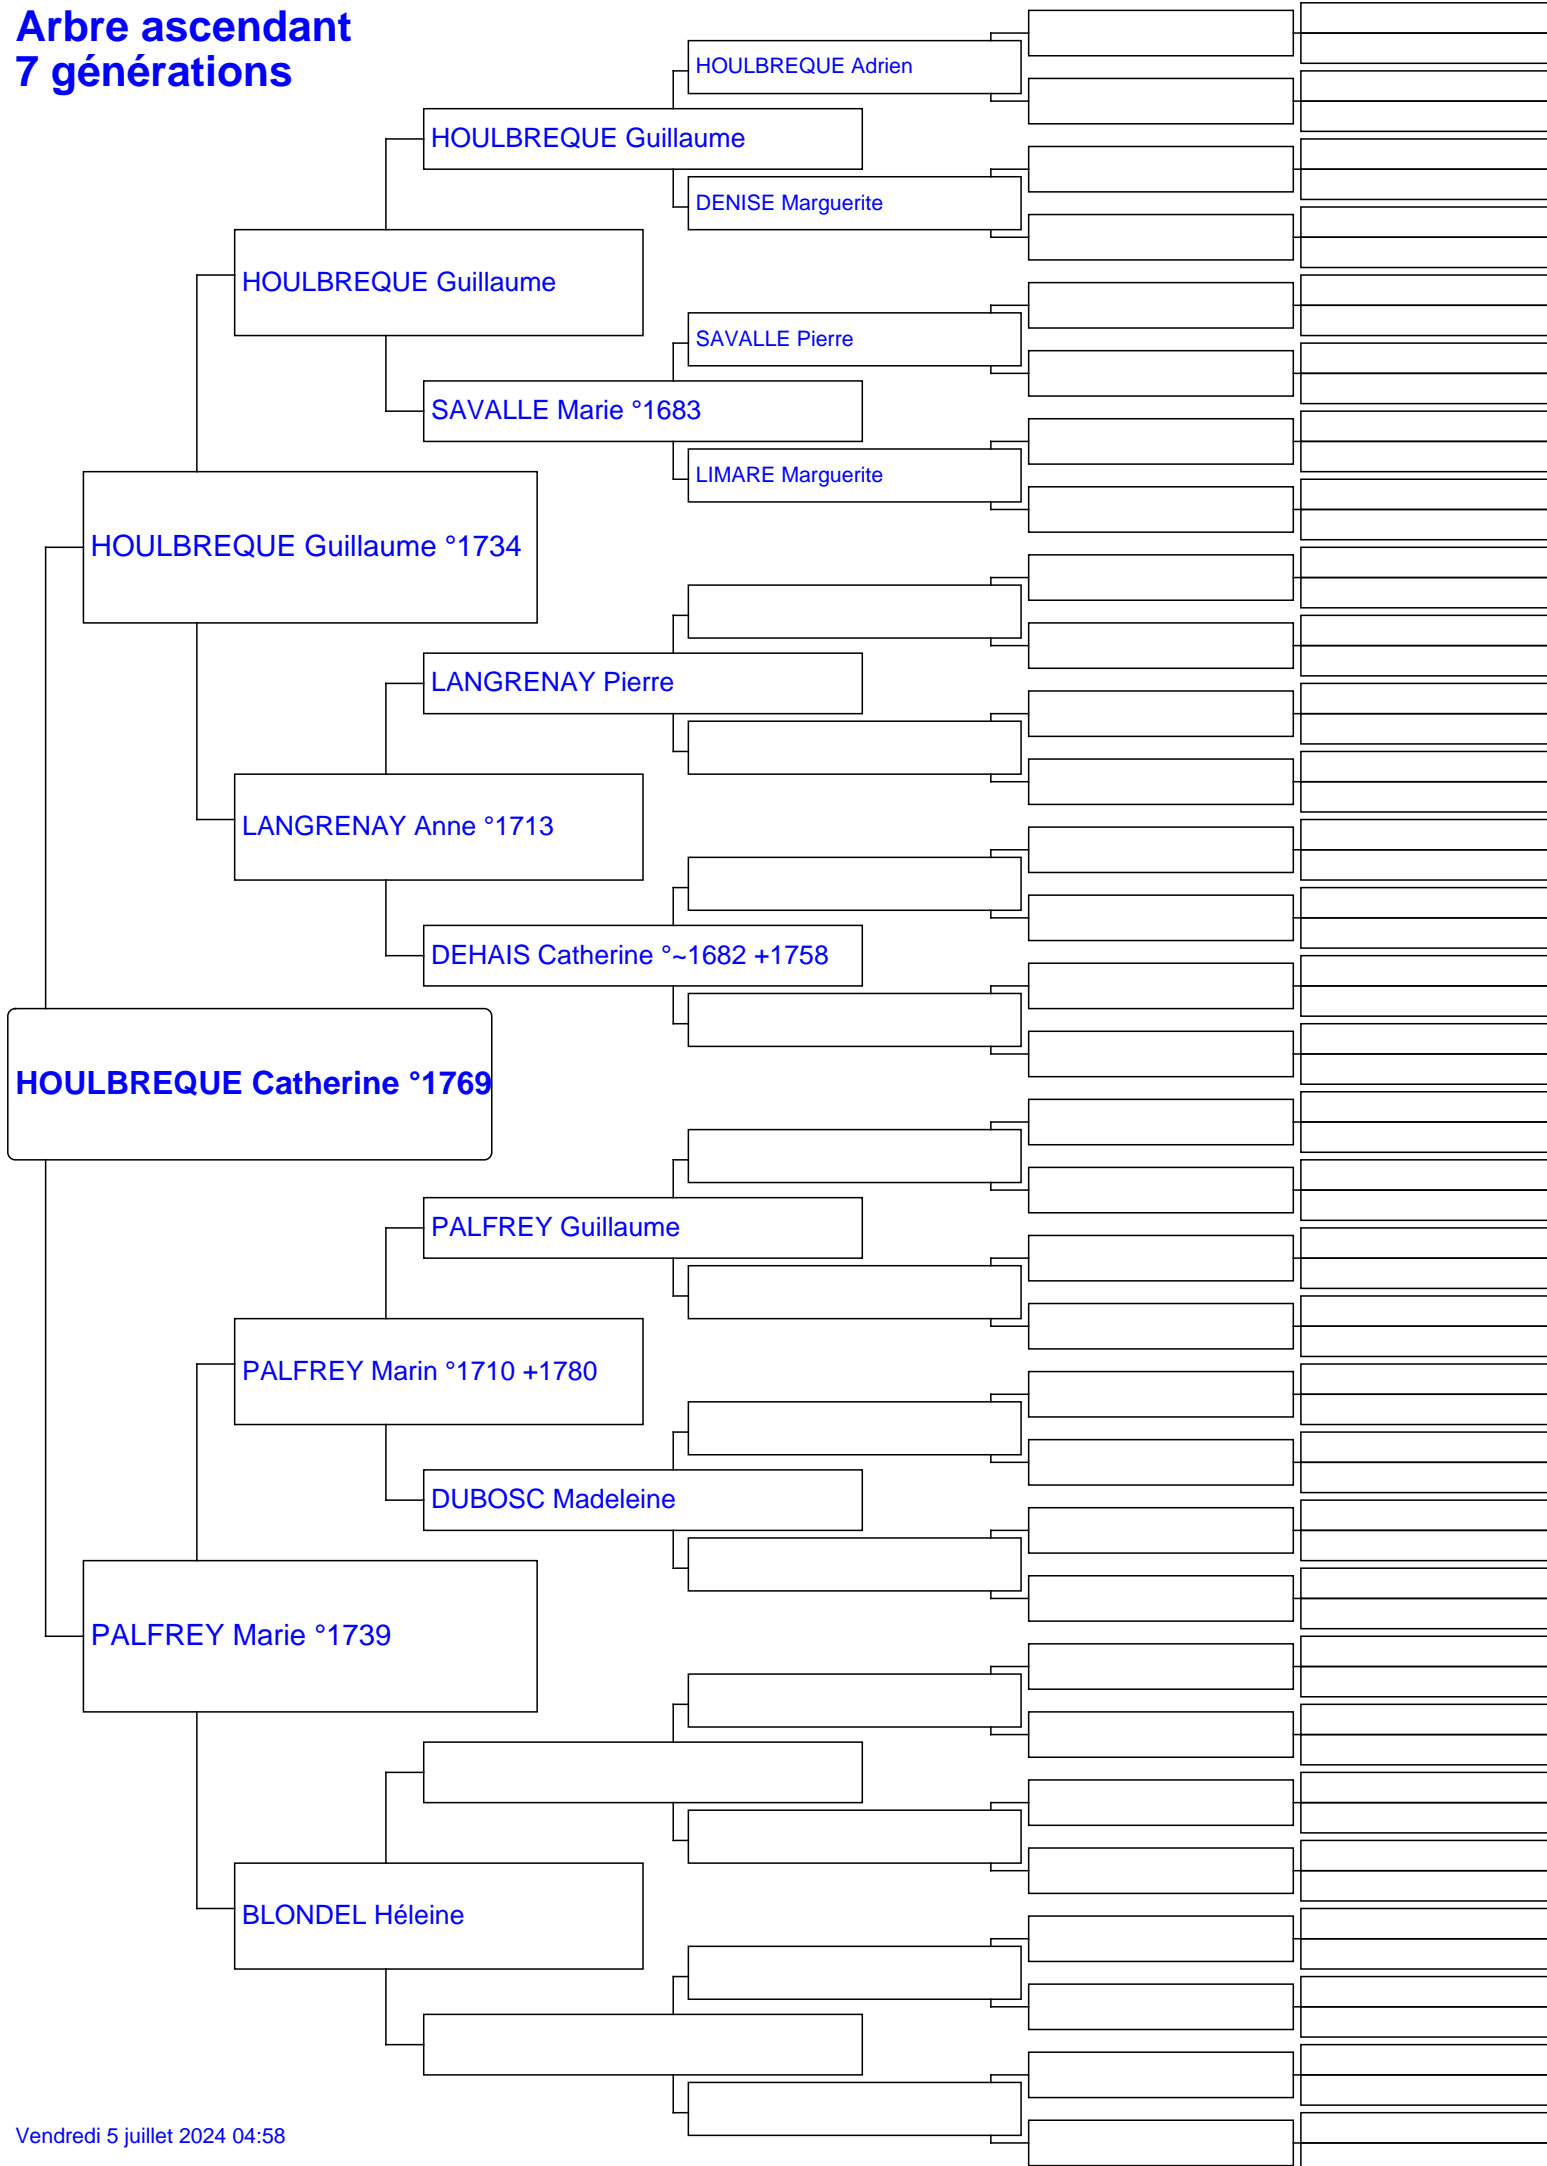 Arbre ascendant
7 générations
HOULBREQUE Adrien
HOULBREQUE Guillaume
DENISE Marguerite
HOULBREQUE Guillaume
SAVALLE Pierre
SAVALLE Marie °1683
LIMARE Marguerite
HOULBREQUE Guillaume °1734
LANGRENAY Pierre
LANGRENAY Anne °1713
DEHAIS Catherine °~1682 +1758
HOULBREQUE Catherine °1769
PALFREY Guillaume
PALFREY Marin °1710 +1780
DUBOSC Madeleine
PALFREY Marie °1739
BLONDEL Héleine
Vendredi 5 juillet 2024 04:58